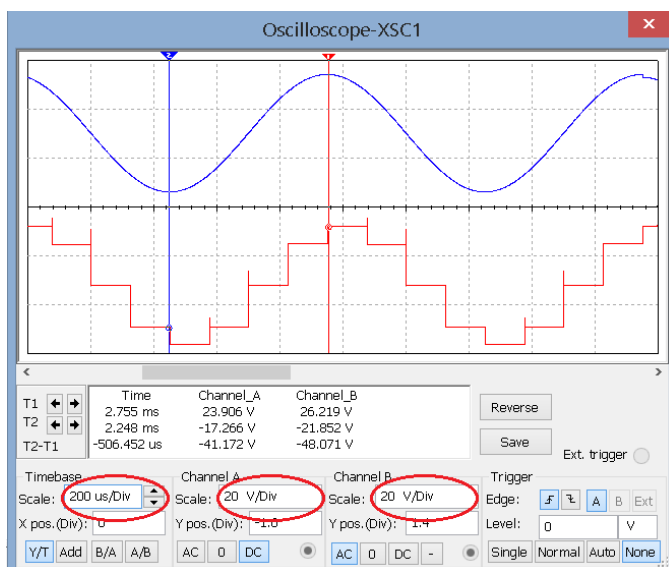 Oscilloscope-XSC1
×
2 1
< >
T1 Time Channel_A Channel_B Reverse
2.755 ms 23.906 V 26.219 V
T2 2.248 ms -17.266 V -21.852 V
T2-T1 -506.452 us -41.172 V -48.071 V Save
Ext. trigger
Timebase Channel A Channel B Trigger
Scale: 200 us/Div Scale: 20 V/Div Scale: 20 V/Div Edge: A B Ext
X pos.(Div): 0 Y pos.(Div): -1.0 Y pos.(Div): 1.4 Level: 0 V
Y/T Add B/A A/B AC 0 DC AC 0 DC - Single Normal Auto None